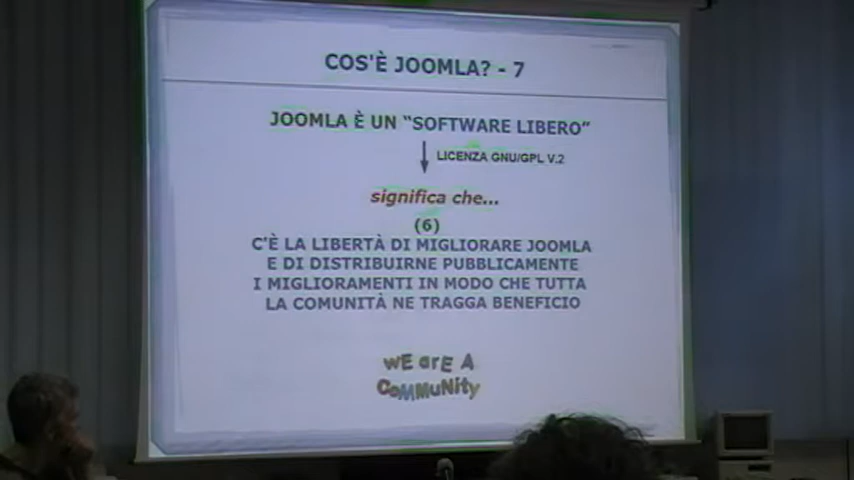 COS'È JOOMLA? - 7
JOOMLA È UN “SOFTWARE LIBERO”
LICENZA GNU/GPL V.2
significa che...
(6)
C'È LA LIBERTÀ DI MIGLIORARE JOOMLA
E DI DISTRIBUIRNE PUBBLICAMENTE
I MIGLIORAMENTI IN MODO CHE TUTTA
LA COMUNITÀ NE TRAGGA BENEFICIO
wE arE A
CoMMuNity